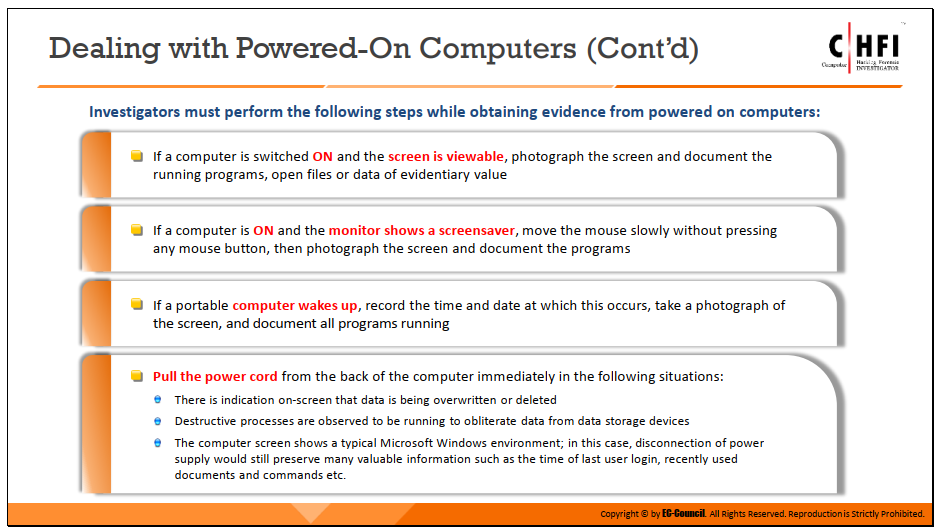 Dealing with Powered-On Computers (Cont'd)
C HFI
Computer
Hacking Forensic
INVESTIGATOR
Investigators must perform the following steps while obtaining evidence from powered on computers:
If a computer is switched ON and the screen is viewable, photograph the screen and document the
running programs, open files or data of evidentiary value
If a computer is ON and the monitor shows a screensaver, move the mouse slowly without pressing
any mouse button, then photograph the screen and document the programs
If a portable computer wakes up, record the time and date at which this occurs, take a photograph of
the screen, and document all programs running
Pull the power cord from the back of the computer immediately in the following situations:
There is indication on-screen that data is being overwritten or deleted
Destructive processes are observed to be running to obliterate data from data storage devices
The computer screen shows a typical Microsoft Windows environment; in this case, disconnection of power
supply would still preserve many valuable information such as the time of last user login, recently used
documents and commands etc.
Copyright © by EC-Council. All Rights Reserved. Reproduction is Strictly Prohibited.